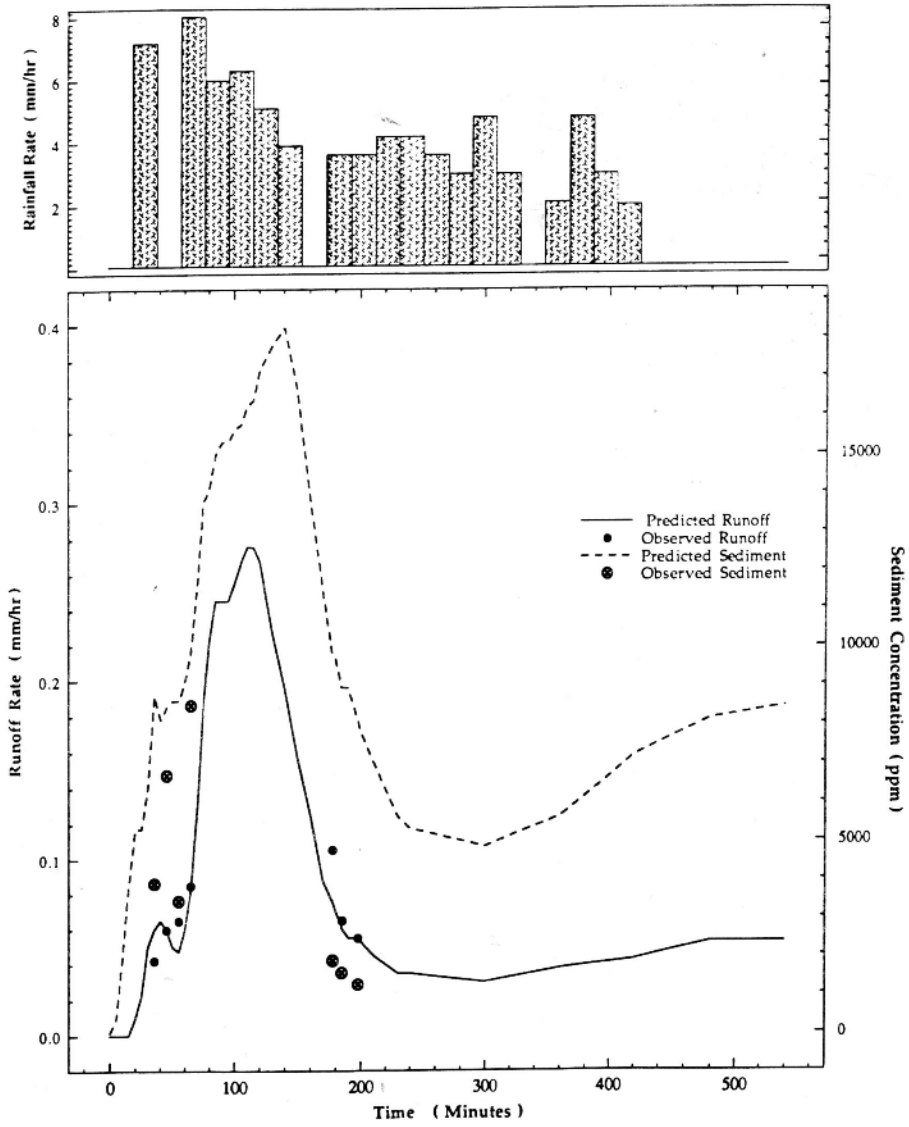 8
6
4
2
Rainfall Rate ( mm/hr )
0.4
0.3
0.2
0.1
0.0
Runoff Rate ( mm/hr )
Predicted Runoff
Observed Runoff
Predicted Sediment
Observed Sediment
15000
10000
5000
0
Sediment Concentration ( ppm )
0 100 200 300 400 500
Time ( Minutes )